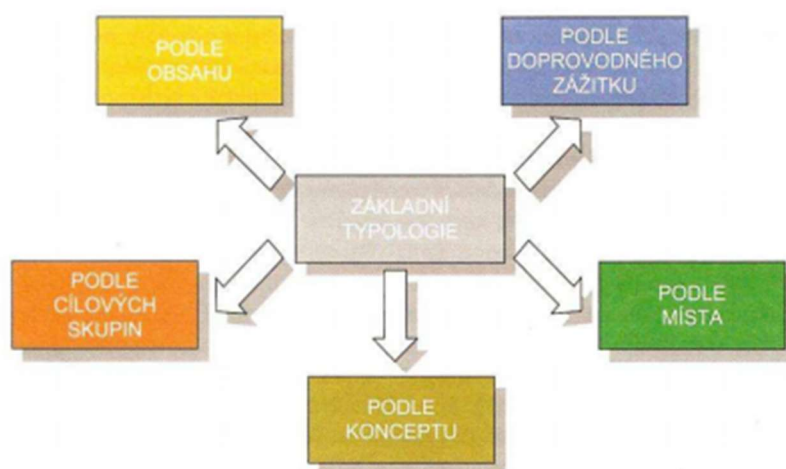 PODLE
OBSAHU
PODLE
DOPROVODNÉHO
ZÁŽITKU
ZÁKLADNÍ
TYPOLOGIE
PODLE
CÍLOVÝCH
SKUPIN
PODLE
MÍSTA
PODLE
KONCEPTU